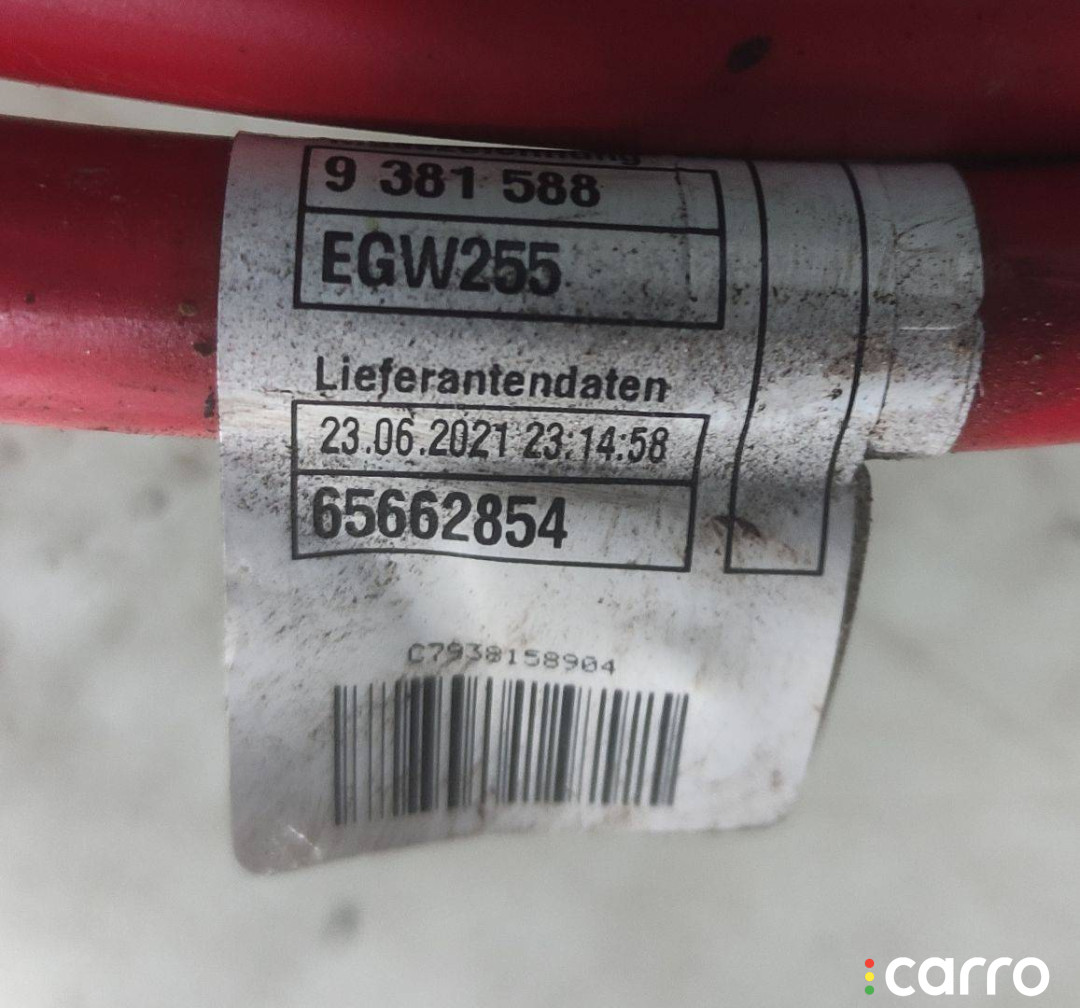 9 381 588
EGW255
Lieferantendaten
23.06.2021 23:14:58
65662854
C7938158904
carro